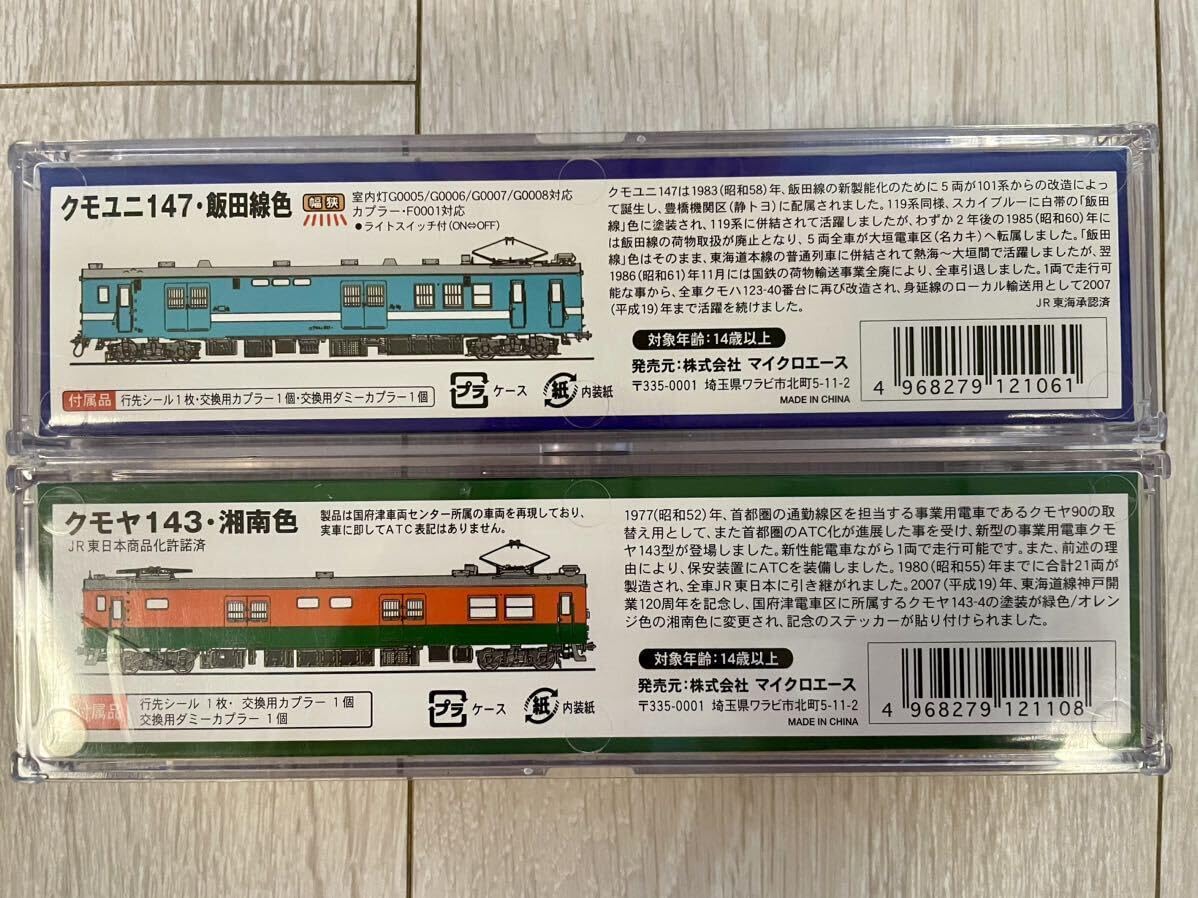 クモユニ147・飯田線色
幅狭
室内灯G0005/G0006/G0007/G0008対応
カプラー・F0001対応
●ライトスイッチ付(ON⇔OFF)
付属品 行先シール1枚・交換用カプラー1個・交換用ダミーカプラー1個
プラ ケース
紙 内装紙
クモユニ147は1983(昭和58)年、飯田線の新製能化のために5両が101系からの改造によっ
て誕生し、豊橋機関区(静トヨ)に配属されました。119系同様、スカイブルーに白帯の「飯田
線」色に塗装され、119系に併結されて活躍しましたが、わずか2年後の1985(昭和60)年に
は飯田線の荷物取扱が廃止となり、5両全車が大垣電車区(名カキ)へ転属しました。「飯田
線」色はそのまま、東海道本線の普通列車に併結されて熱海~大垣間で活躍しましたが、翌
1986(昭和61)年11月には国鉄の荷物輸送事業全廃により、全車引退しました。1両で走行可
能な事から、全車クモハ123-40番台に再び改造され、身延線のローカル輸送用として2007
(平成19)年まで活躍を続けました。
JR東海承認済
対象年齢:14歳以上
発売元:株式会社 マイクロエース
〒335-0001 埼玉県ワラビ市北町5-11-2
MADE IN CHINA
4 968279 121061
クモヤ143・湘南色
JR東日本商品化許諾済
製品は国府津車両センター所属の車両を再現しており、
実車に即してATC表記はありません。
付属品 行先シール 1枚・ 交換用カプラー 1個
交換用ダミーカプラー 1個
プラ ケース
紙 内装紙
1977(昭和52)年、首都圏の通勤線区を担当する事業用電車であるクモヤ90の取
替え用として、また首都圏のATC化が進展した事を受け、新型の事業用電車クモ
ヤ143型が登場しました。新性能電車ながら1両で走行可能です。また、前述の理
由により、保安装置にATCを装備しました。1980(昭和55)年までに合計21両が
製造され、全車JR東日本に引き継がれました。2007(平成19)年、東海道線神戸開
業120周年を記念し、国府津電車区に所属するクモヤ143-4の塗装が緑色/オレン
ジ色の湘南色に変更され、記念のステッカーが貼り付けられました。
対象年齢:14歳以上
発売元:株式会社 マイクロエース
〒335-0001 埼玉県ワラビ市北町5-11-2
MADE IN CHINA
4 968279 121108